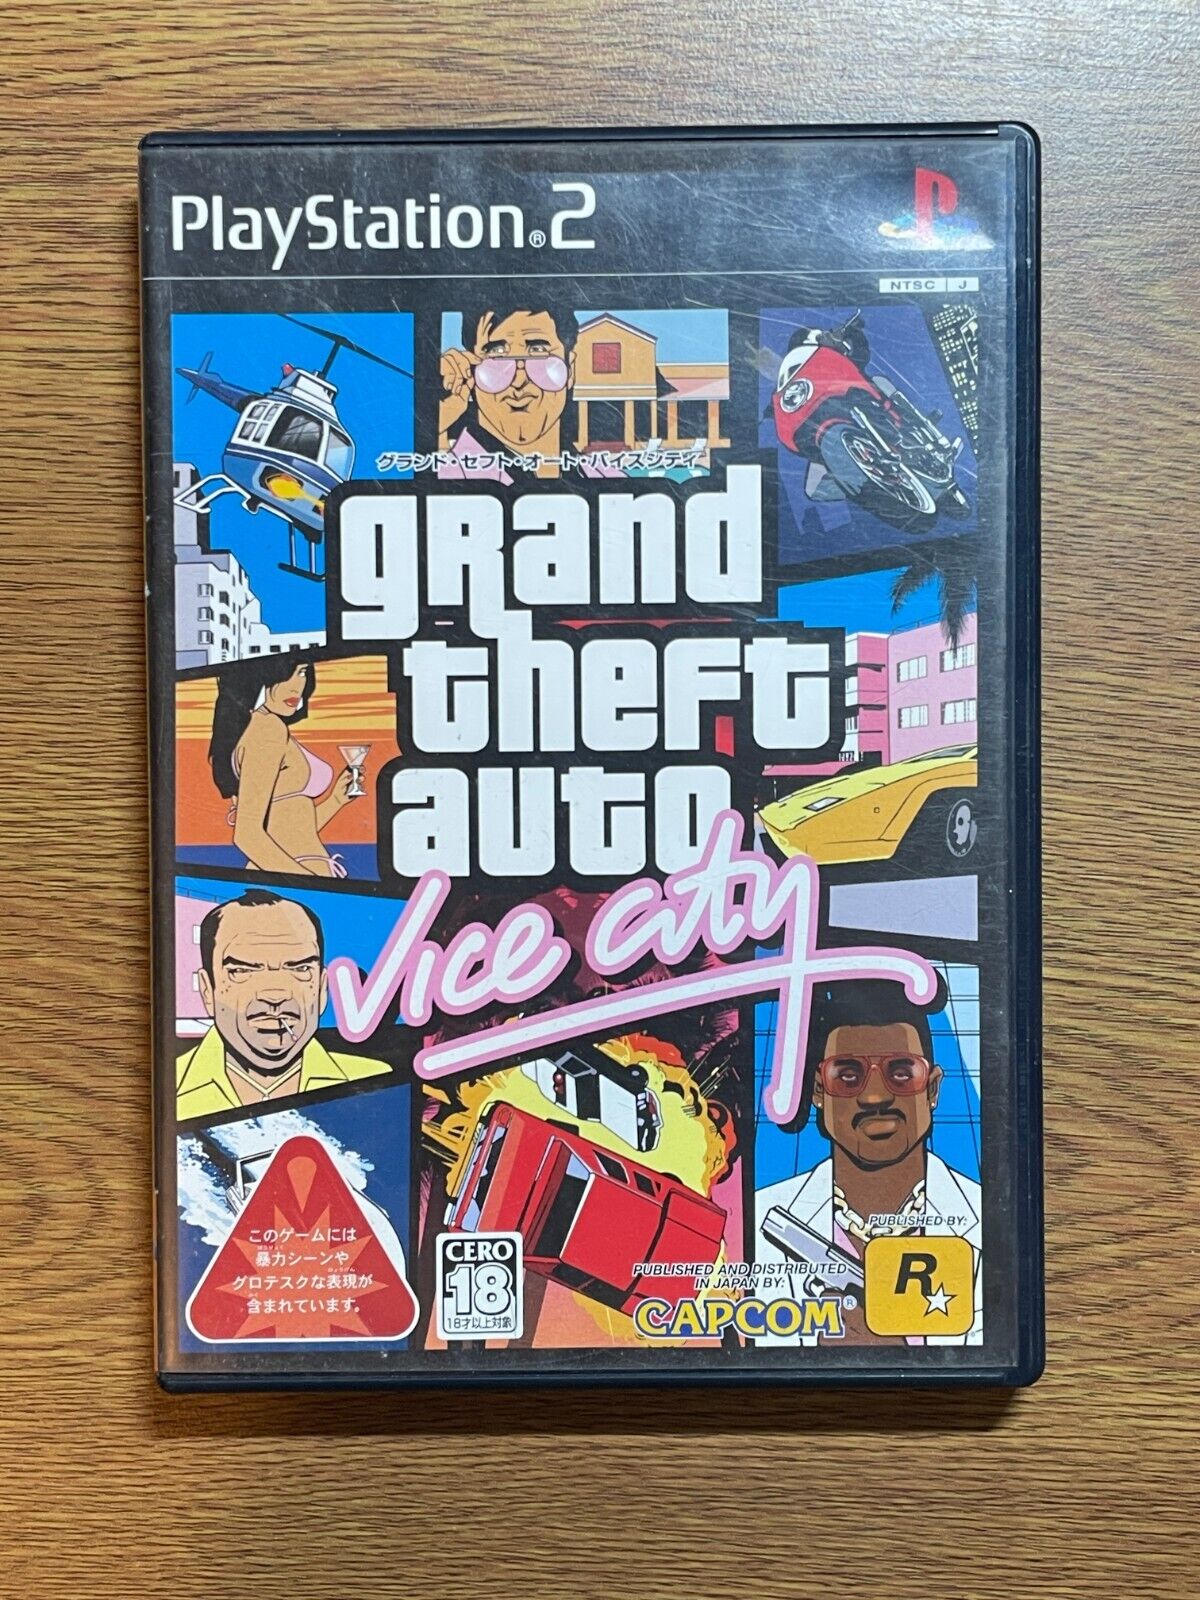 PlayStation®2
NTSC J
グランド・セフト・オート・バイスシティ
grand
theft
auto
Vice City
このゲームには
暴力シーンや
グロテスクな表現が
含まれています。
CERO
18
18才以上対象
PUBLISHED AND DISTRIBUTED
IN JAPAN BY:
CAPCOM®
PUBLISHED BY:
R★